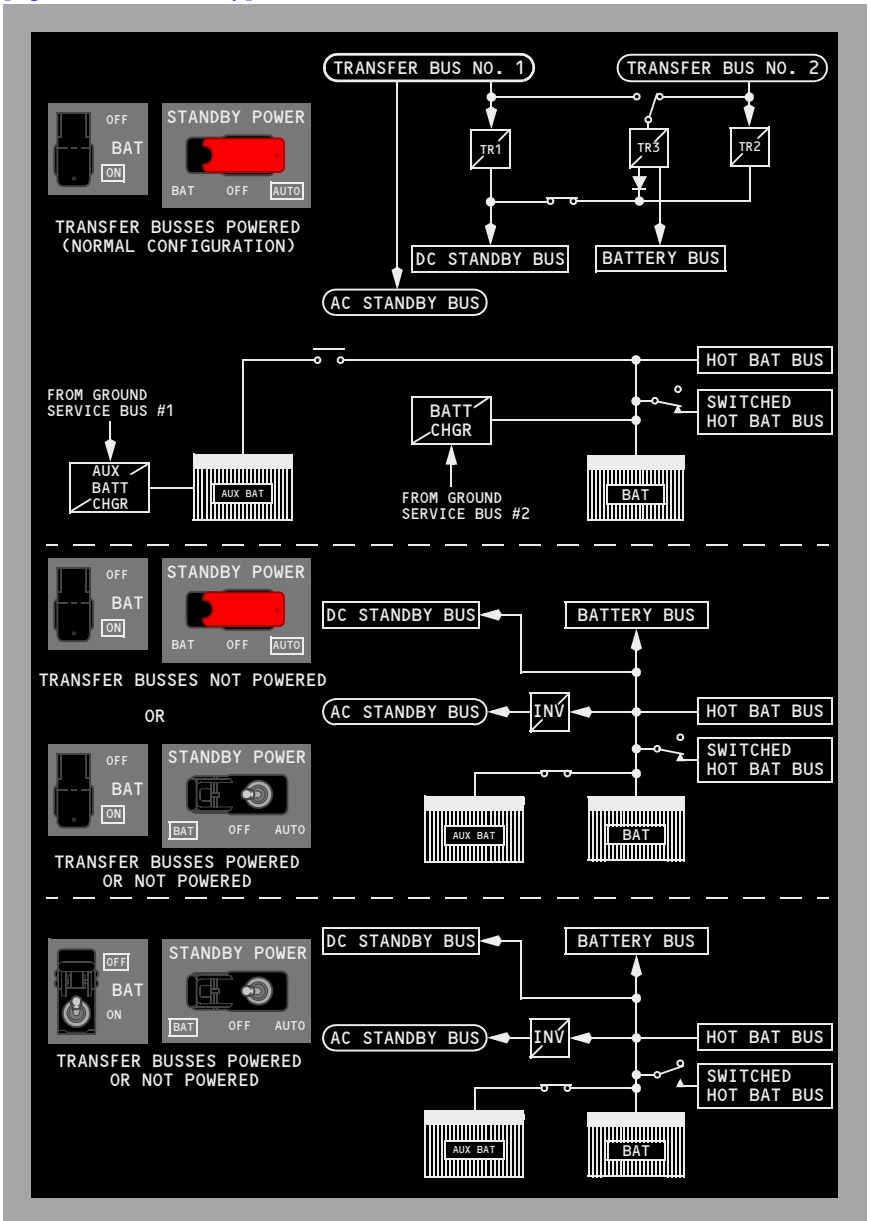 TRANSFER BUS NO. 1
TRANSFER BUS NO. 2
OFF
BAT
ON
STANDBY POWER
BAT OFF AUTO
TR1
TR3
TR2
TRANSFER BUSSES POWERED
(NORMAL CONFIGURATION)
DC STANDBY BUS
BATTERY BUS
AC STANDBY BUS
HOT BAT BUS
FROM GROUND
SERVICE BUS #1
BATT
CHGR
SWITCHED
HOT BAT BUS
AUX
BATT
CHGR
AUX BAT
FROM GROUND
SERVICE BUS #2
BAT
OFF
BAT
ON
STANDBY POWER
BAT OFF AUTO
TRANSFER BUSSES NOT POWERED
OR
DC STANDBY BUS
BATTERY BUS
AC STANDBY BUS
INV
HOT BAT BUS
SWITCHED
HOT BAT BUS
OFF
BAT
ON
STANDBY POWER
BAT OFF AUTO
AUX BAT
BAT
TRANSFER BUSSES POWERED
OR NOT POWERED
OFF
BAT
ON
STANDBY POWER
BAT OFF AUTO
TRANSFER BUSSES POWERED
OR NOT POWERED
DC STANDBY BUS
BATTERY BUS
AC STANDBY BUS
INV
HOT BAT BUS
SWITCHED
HOT BAT BUS
AUX BAT
BAT